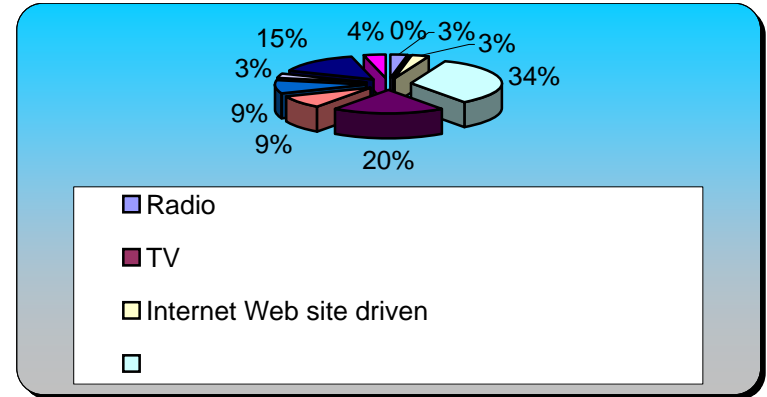 4% 0% 3%
15%
3%
3%
34%
9%
9%
20%
Radio
TV
Internet Web site driven